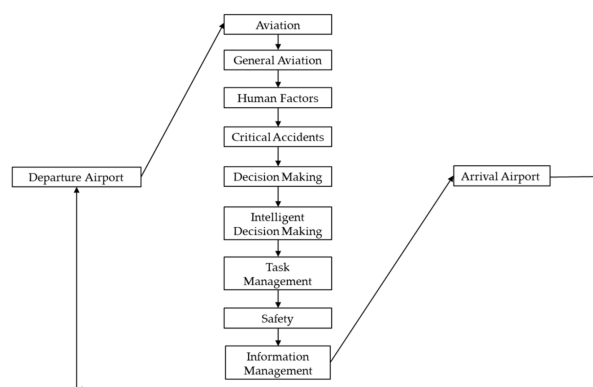 Aviation
General Aviation
Human Factors
Critical Accidents
Departure Airport
Decision Making
Arrival Airport
Intelligent
Decision Making
Task
Management
Safety
Information
Management